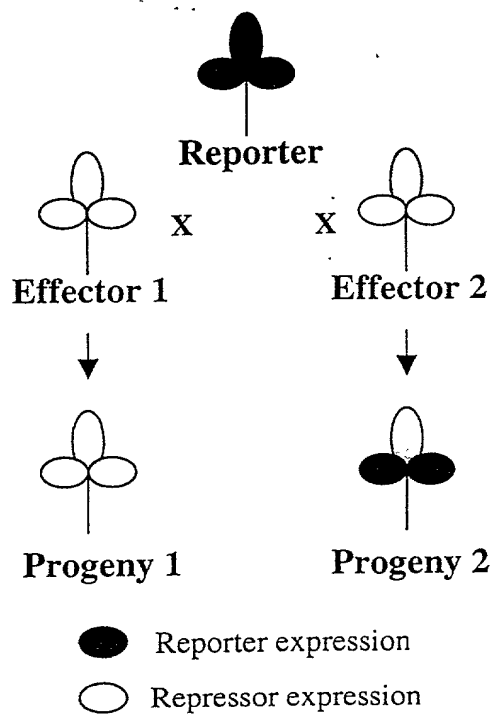 Reporter
X X
Effector 1 Effector 2
Progeny 1 Progeny 2
Reporter expression
Repressor expression